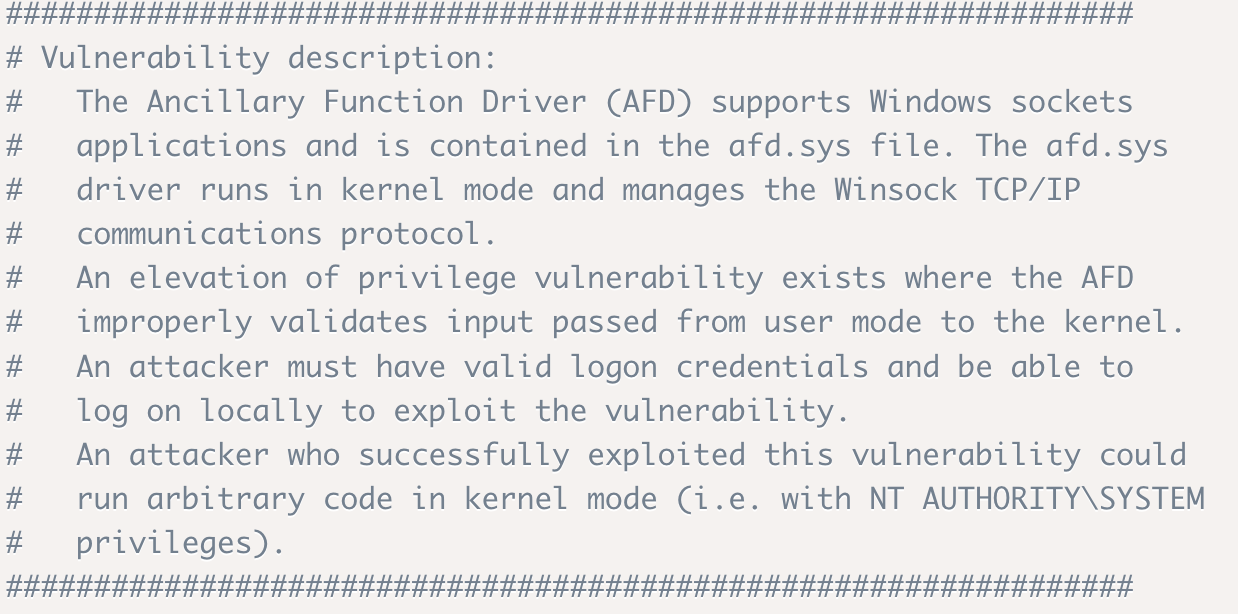 ################################################################
# Vulnerability description:
#   The Ancillary Function Driver (AFD) supports Windows sockets
#   applications and is contained in the afd.sys file. The afd.sys
#   driver runs in kernel mode and manages the Winsock TCP/IP
#   communications protocol.
#   An elevation of privilege vulnerability exists where the AFD
#   improperly validates input passed from user mode to the kernel.
#   An attacker must have valid logon credentials and be able to
#   log on locally to exploit the vulnerability.
#   An attacker who successfully exploited this vulnerability could
#   run arbitrary code in kernel mode (i.e. with NT AUTHORITY\SYSTEM
#   privileges).
################################################################